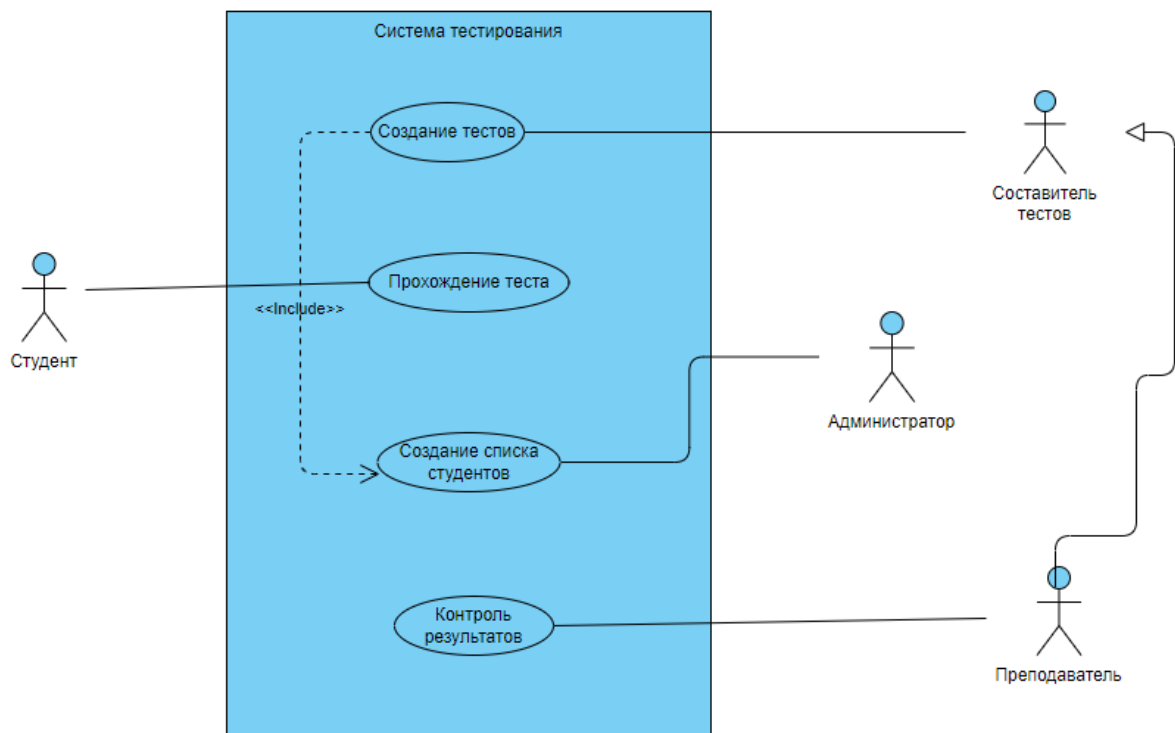 Система тестирования
Создание тестов
Составитель
тестов
Прохождение теста
<<Include>>
Студент
Администратор
Создание списка
студентов
Контроль
результатов
Преподаватель